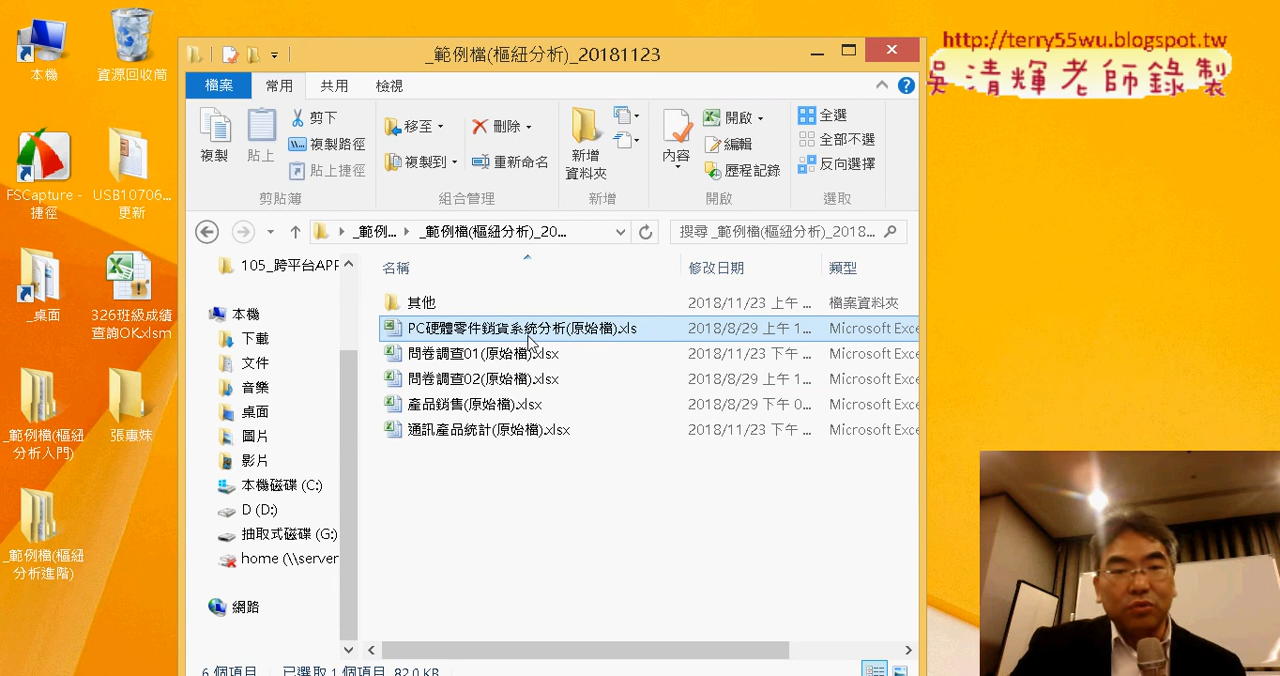 _範例檔(樞紐分析)_20181123
http://terry55wu.blogspot.tw
吳清輝老師錄製
本機
資源回收筒
FSCapture - 捷徑
USB10706... 更新
_桌面
326班級成績查詢OK.xlsm
_範例檔(樞紐分析入門)
張惠妹
_範例檔(樞紐分析進階)
檔案 常用 共用 檢視
複製 貼上 剪下 複製路徑 貼上捷徑
移至 複製到 刪除 重新命名
新增資料夾
內容 開啟 編輯 歷程記錄
全選 全部不選 反向選擇
剪貼簿 組合管理 新增 開啟 選取
_範例... _範例檔(樞紐分析)_20...
搜尋 _範例檔(樞紐分析)_2018...
105_跨平台APP
本機
下載
文件
音樂
桌面
圖片
影片
本機磁碟 (C:)
D (D:)
抽取式磁碟 (G:)
home (\\server
網路
名稱 修改日期 類型
其他 2018/11/23 上午 ... 檔案資料夾
PC硬體零件銷貨系統分析(原始檔).xls 2018/8/29 上午 1... Microsoft Exce
問卷調查01(原始檔).xlsx 2018/11/23 下午 ... Microsoft Exce
問卷調查02(原始檔).xlsx 2018/8/29 上午 1... Microsoft Exce
產品銷售(原始檔).xlsx 2018/8/29 下午 0... Microsoft Exce
通訊產品統計(原始檔).xlsx 2018/11/23 下午 ... Microsoft Exce
6 個項目 已選取 1 個項目 82.0 KB